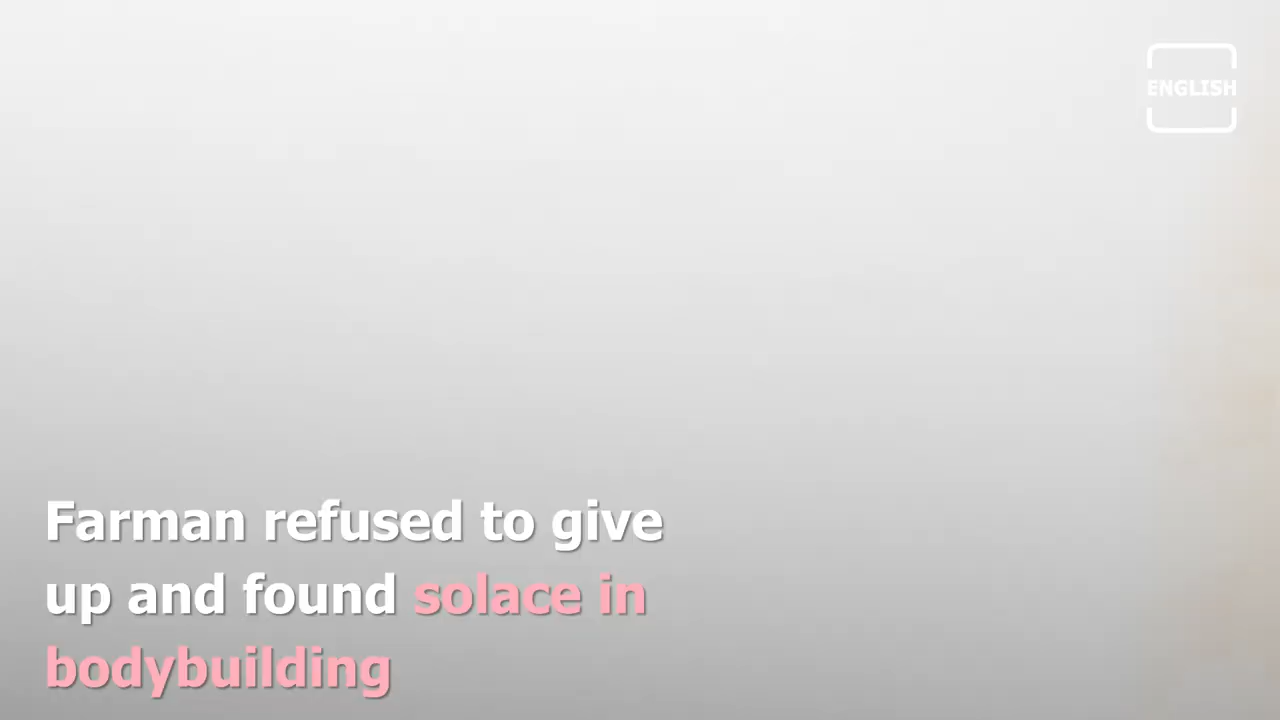 ENGLISH
Farman refused to give
up and found solace in
bodybuilding